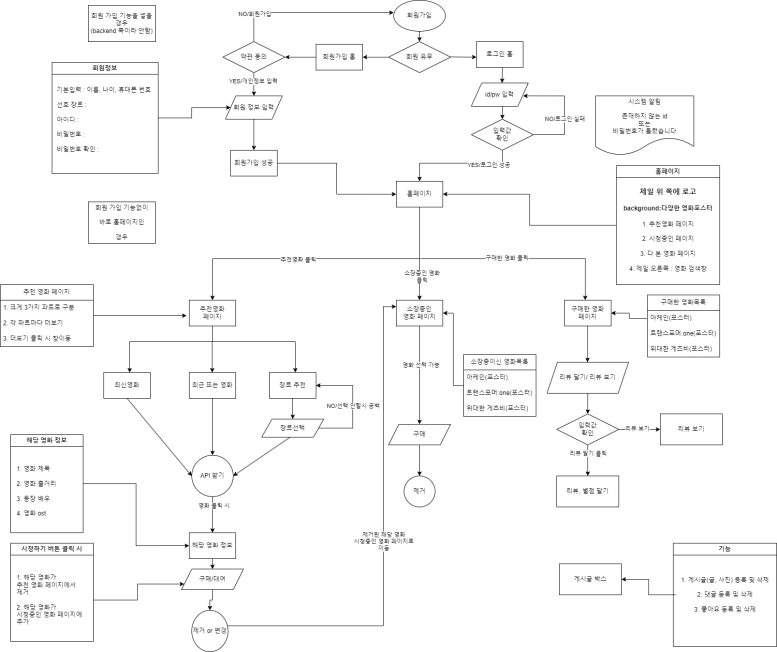 회원 가입 기능을 넣을
경우
(backend 쪽이라 안함)
NO/회원가입
회원가입
약관 동의
회원가입 홈
회원 유무
로그인 홈
YES/개인정보 입력
회원정보
기본입력 : 이름, 나이, 휴대폰 번호
선호 장르 :
아이디 :
비밀번호 :
비밀번호 확인 :
회원 정보 입력
id/pw 입력
NO/로그인 실패
입력값
확인
시스템 알림
존재하지 않는 id
또는
비밀번호가 틀렸습니다
회원가입 성공
YES/로그인 성공
홈페이지
홈페이지
제일 위 쪽에 로고
background:다양한 영화포스터
1. 추천영화 페이지
2. 시청중인 페이지
3. 다 본 영화 페이지
4. 제일 오른쪽 : 영화 검색창
회원 가입 기능없이
바로 홈페이지인
경우
추천영화 클릭
소장중인 영화
클릭
구매한 영화 클릭
추천 영화 페이지
1. 크게 3가지 파트로 구분
2. 각 파트마다 더보기
3. 더보기 클릭 시 창이동
추천영화
페이지
소장중인
영화 페이지
구매한 영화
페이지
구매한 영화목록
아케인(포스터)
트랜스포머:one(포스터)
위대한 게츠비(포스터)
최신영화
최근 또는 영화
장르 추천
NO/선택 안할시 공백
장르선택
영화 선택 가능
소장중이신 영화목록
아케인(포스터)
트랜스포머:one(포스터)
위대한 게츠비(포스터)
리뷰 달기/ 리뷰 보기
구매
입력값
확인
리뷰 보기
리뷰 보기
리뷰 달기 클릭
해당 영화 정보
1. 영화 제목
2. 영화 줄거리
3. 등장 배우
4. 영화 ost
API 받기
영화 클릭 시
제거
리뷰, 별점 달기
해당 영화 정보
제거된 해당 영화
시청중인 영화 페이지로
이동
시청하기 버튼 클릭 시
1. 해당 영화가
추천 영화 페이지에서
제거
2. 해당 영화가
시청중인 영화 페이지에
추가
구매/대여
제거 or 변경
게시글 박스
기능
1. 게시글(글, 사진) 등록 및 삭제
2. 댓글 등록 및 삭제
3. 좋아요 등록 및 삭제